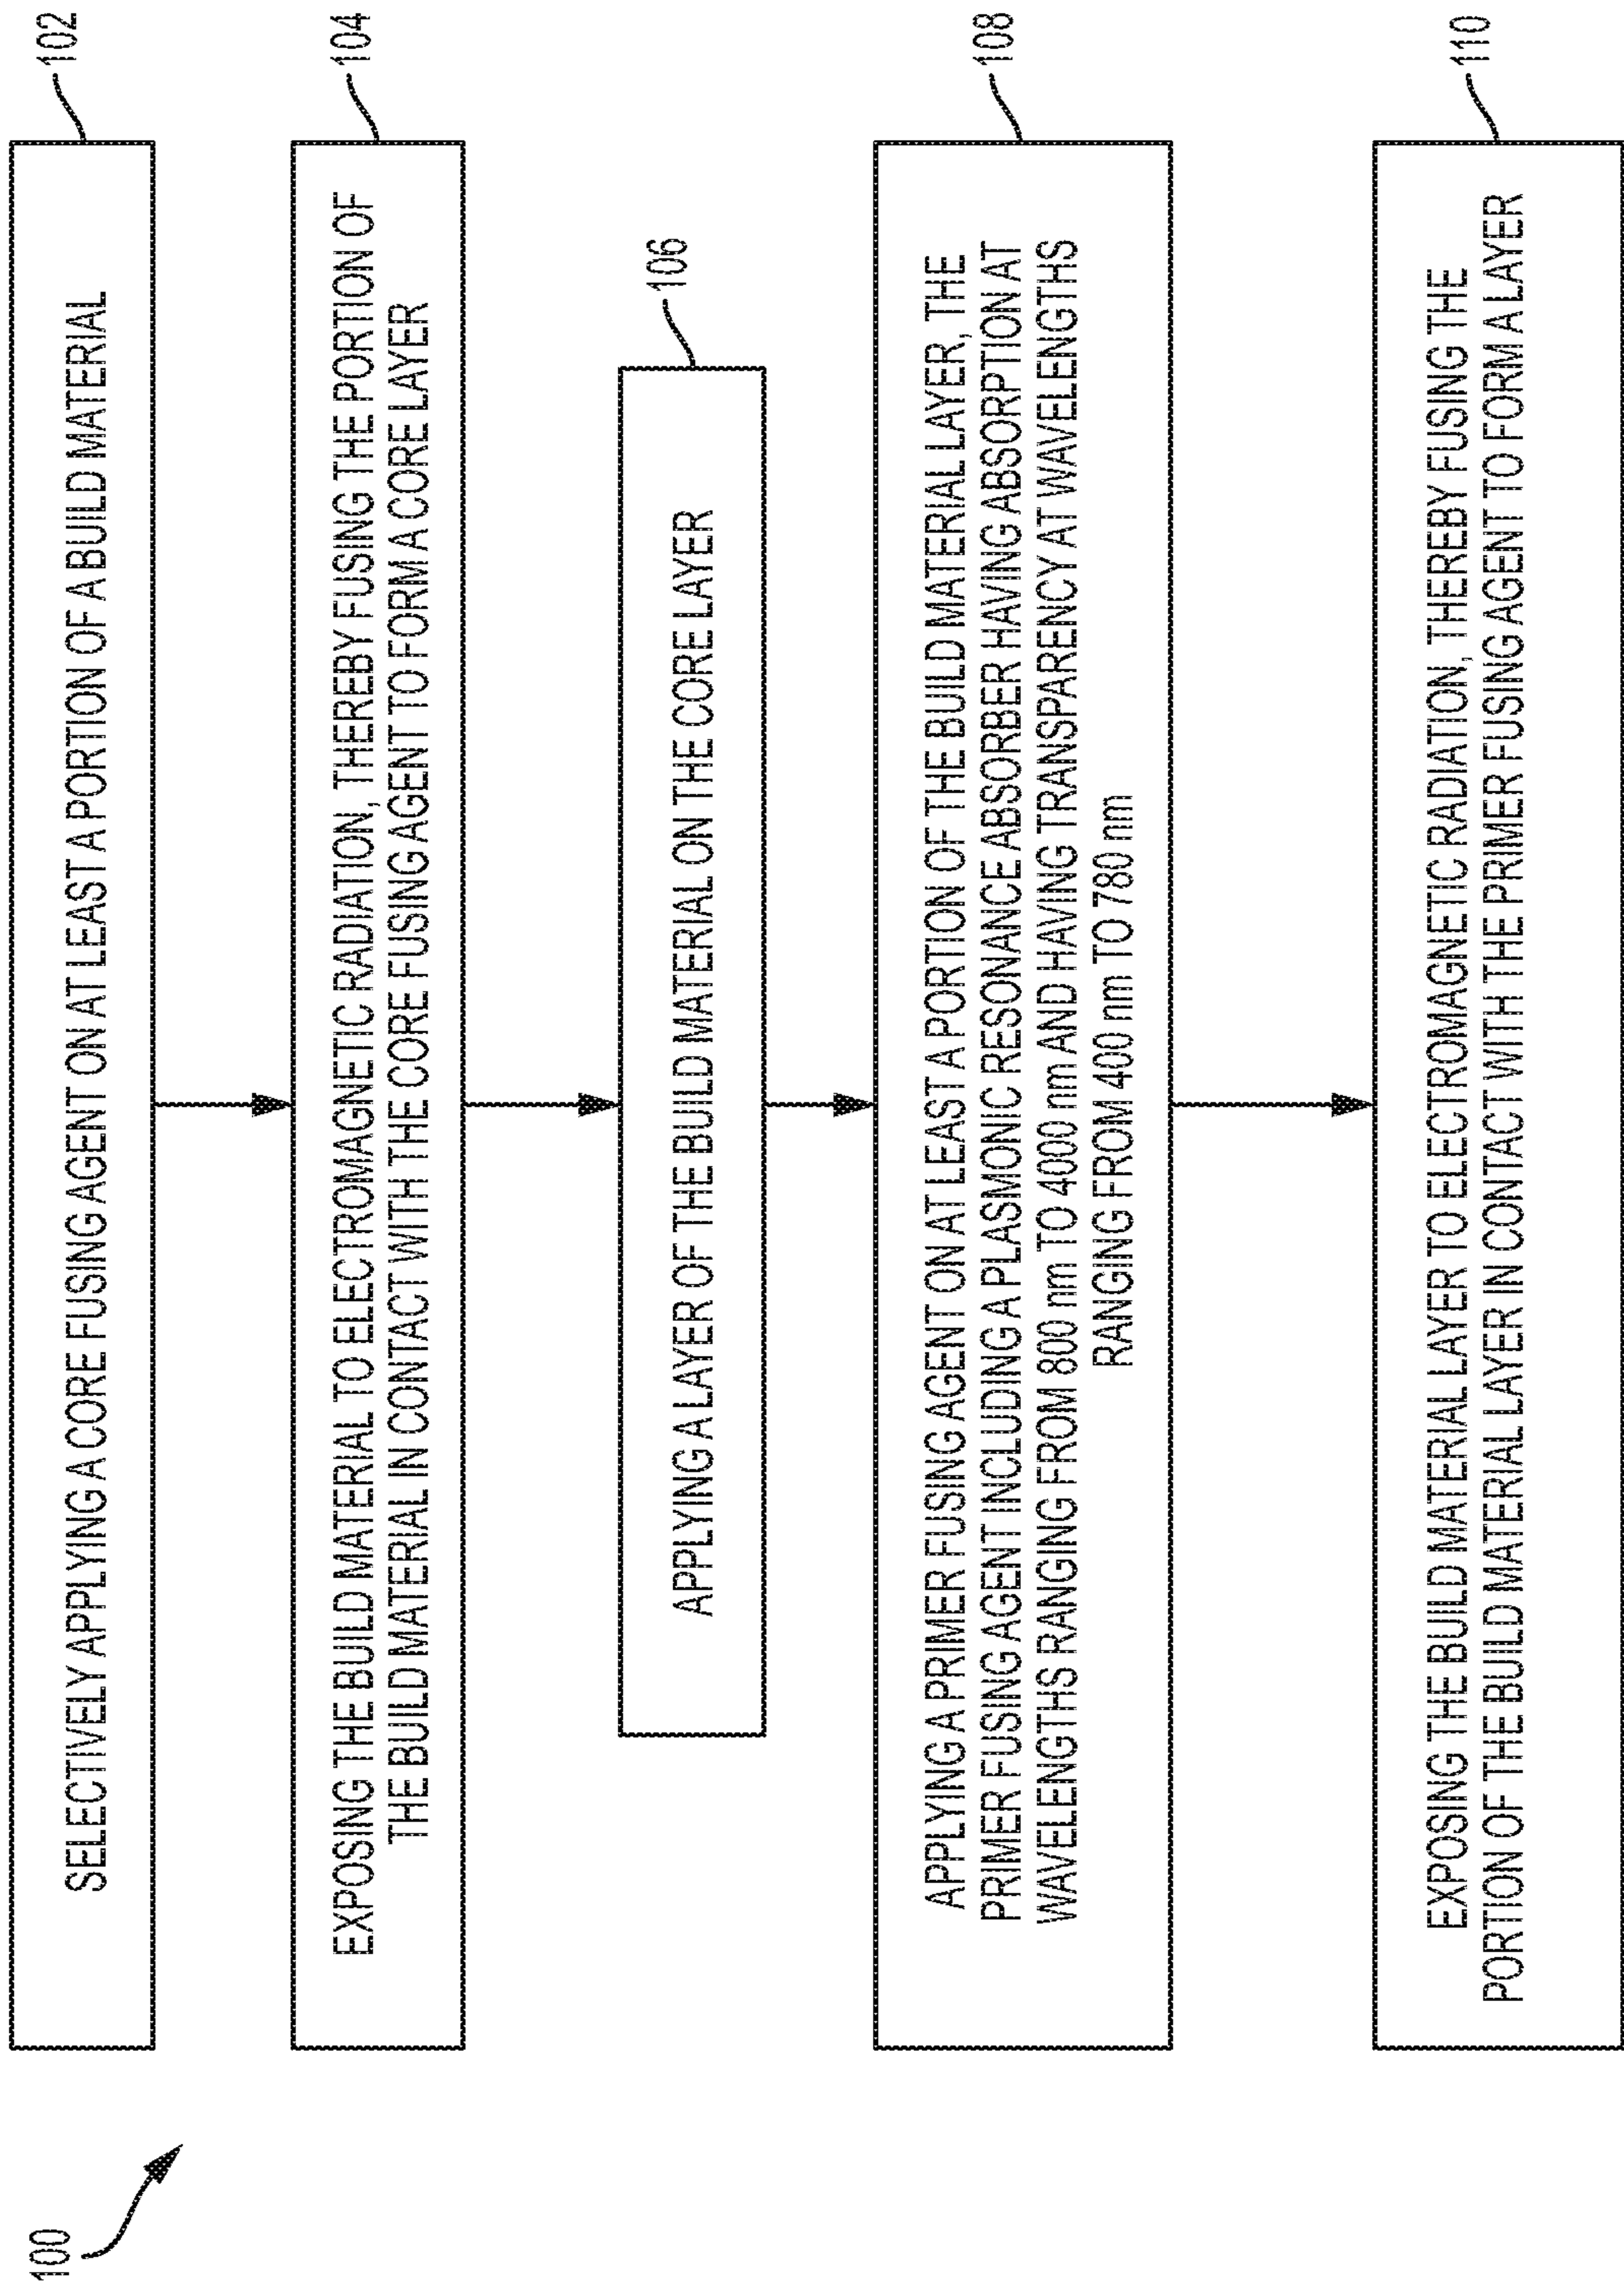 100
SELECTIVELY APPLYING A CORE FUSING AGENT ON AT LEAST A PORTION OF A BUILD MATERIAL
102
EXPOSING THE BUILD MATERIAL TO ELECTROMAGNETIC RADIATION, THEREBY FUSING THE PORTION OF
THE BUILD MATERIAL IN CONTACT WITH THE CORE FUSING AGENT TO FORM A CORE LAYER
104
APPLYING A LAYER OF THE BUILD MATERIAL ON THE CORE LAYER
106
APPLYING A PRIMER FUSING AGENT ON AT LEAST A PORTION OF THE BUILD MATERIAL LAYER, THE
PRIMER FUSING AGENT INCLUDING A PLASMONIC RESONANCE ABSORBER HAVING ABSORPTION AT
WAVELENGTHS RANGING FROM 800 nm TO 4000 nm AND HAVING TRANSPARENCY AT WAVELENGTHS
RANGING FROM 400 nm TO 780 nm
108
EXPOSING THE BUILD MATERIAL LAYER TO ELECTROMAGNETIC RADIATION, THEREBY FUSING THE
PORTION OF THE BUILD MATERIAL LAYER IN CONTACT WITH THE PRIMER FUSING AGENT TO FORM A LAYER
110